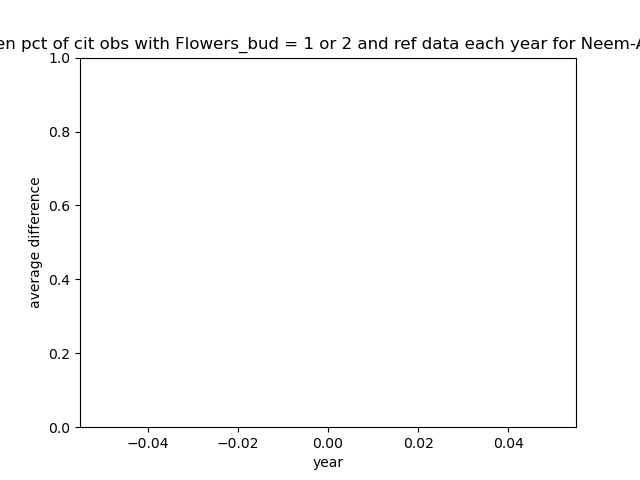 en pct of cit obs with Flowers_bud = 1 or 2 and ref data each year for Neem-A
1.0
0.8
0.6
0.4
0.2
0.0
average difference
−0.04 −0.02 0.00 0.02 0.04
year